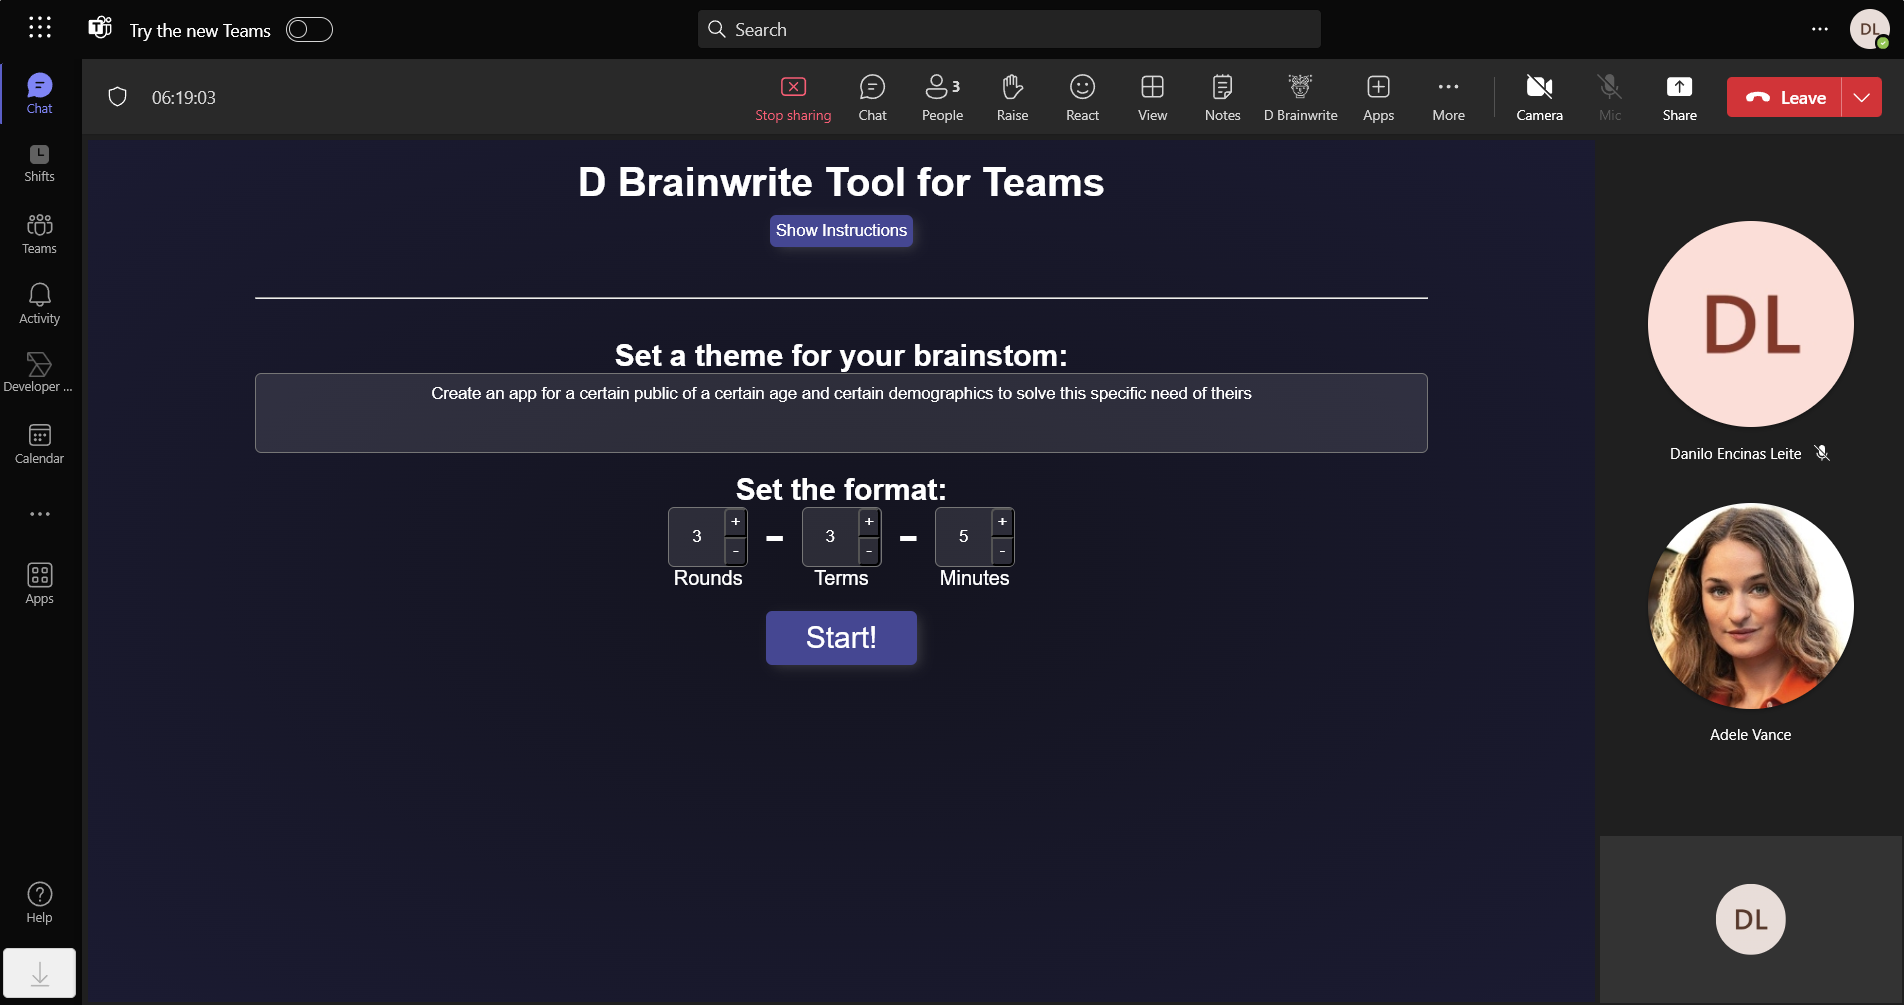 Try the new Teams
Search
DL
Chat
Shifts
Teams
Activity
Developer ...
Calendar
Apps
Help
06:19:03
Stop sharing
Chat
3
People
Raise
React
View
Notes
D Brainwrite
Apps
More
Camera
Mic
Share
Leave
D Brainwrite Tool for Teams
Show Instructions
Set a theme for your brainstom:
Create an app for a certain public of a certain age and certain demographics to solve this specific need of theirs
Set the format:
3 + - – 3 + - – 5 + -
Rounds Terms Minutes
Start!
DL
Danilo Encinas Leite
Adele Vance
DL